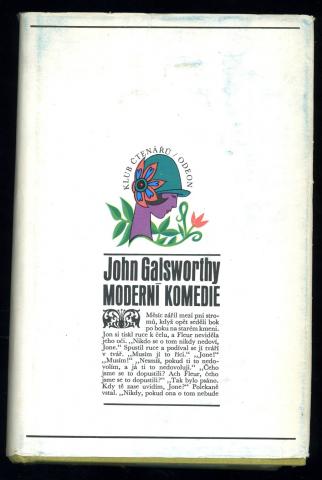 KLUB ČTENÁŘŮ / ODEON
John Galsworthy
MODERNÍ KOMEDIE
Měsíc zářil mezi pni stro-
mů, když opět seděli bok
po boku na starém kmeni.
Jon si tiskl ruce k čelu, a Fleur neviděla
jeho oči. „Nikdo se o tom nikdy nedoví,
Jone.“ Spustil ruce a podíval se jí tváří
v tvář. „Musím jí to říci.“ „Jone!“
„Musím!“ „Nesmíš, pokud ti to nedo-
volím, a já ti to nedovoluji.“ „Čeho
jsme se to dopustili? Ach Fleur, čeho
jsme se to dopustili?“ „Tak bylo psáno.
Kdy tě zase uvidím, Jone?“ Polekaně
vstal. „Nikdy, pokud ona o tom nebude